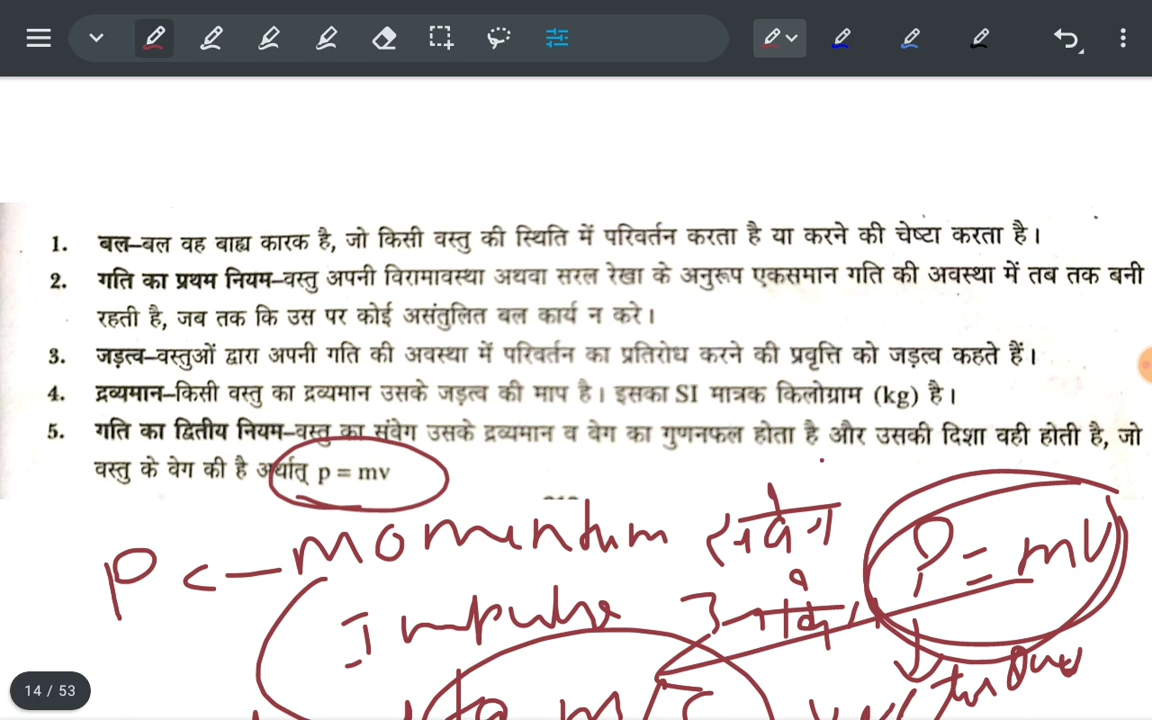 1. बल–बल वह बाह्य कारक है, जो किसी वस्तु की स्थिति में परिवर्तन करता है या करने की चेष्टा करता है।
2. गति का प्रथम नियम–वस्तु अपनी विरामावस्था अथवा सरल रेखा के अनुरूप एकसमान गति की अवस्था में तब तक बनी
रहती है, जब तक कि उस पर कोई असंतुलित बल कार्य न करे।
3. जड़त्व–वस्तुओं द्वारा अपनी गति की अवस्था में परिवर्तन का प्रतिरोध करने की प्रवृत्ति को जड़त्व कहते हैं।
4. द्रव्यमान–किसी वस्तु का द्रव्यमान उसके जड़त्व की माप है। इसका SI मात्रक किलोग्राम (kg) है।
5. गति का द्वितीय नियम–वस्तु का संवेग उसके द्रव्यमान व वेग का गुणनफल होता है और उसकी दिशा वही होती है, जो
वस्तु के वेग की है अर्थात् p = mv
P <– momentum संवेग P = mv
Impulse
m/s
14 / 53